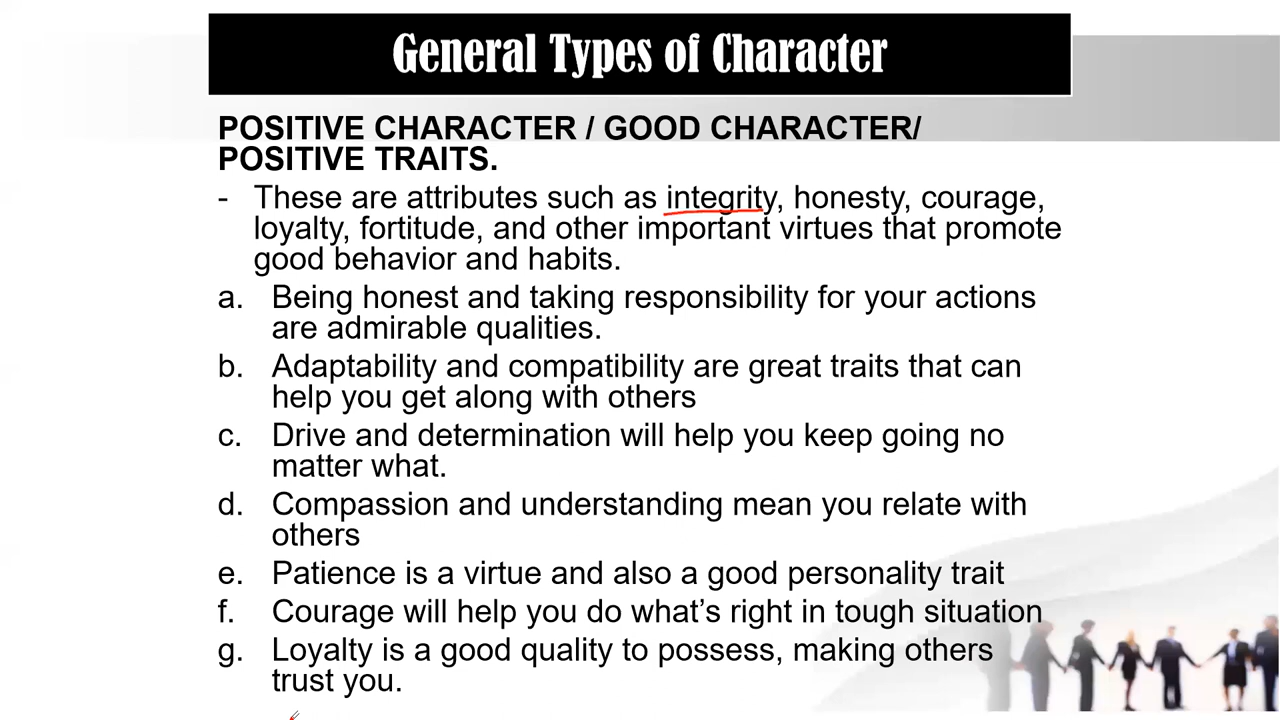 General Types of Character
POSITIVE CHARACTER / GOOD CHARACTER/
POSITIVE TRAITS.
- These are attributes such as integrity, honesty, courage,
loyalty, fortitude, and other important virtues that promote
good behavior and habits.
a. Being honest and taking responsibility for your actions
are admirable qualities.
b. Adaptability and compatibility are great traits that can
help you get along with others
c. Drive and determination will help you keep going no
matter what.
d. Compassion and understanding mean you relate with
others
e. Patience is a virtue and also a good personality trait
f. Courage will help you do what’s right in tough situation
g. Loyalty is a good quality to possess, making others
trust you.